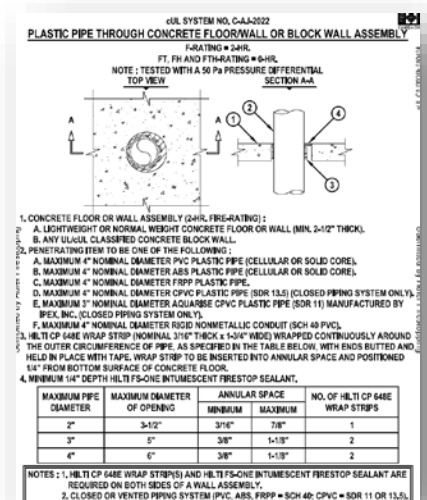 cUL SYSTEM NO. C-AJ-2022
PLASTIC PIPE THROUGH CONCRETE FLOOR/WALL OR BLOCK WALL ASSEMBLY
F-RATING = 2-HR.
FT, FH AND FTH-RATING = 0-HR.
NOTE : TESTED WITH A 50 Pa PRESSURE DIFFERENTIAL
TOP VIEW SECTION A-A
A A
1 2 3 4
1. CONCRETE FLOOR OR WALL ASSEMBLY (2-HR. FIRE-RATING) :
A. LIGHTWEIGHT OR NORMAL WEIGHT CONCRETE FLOOR OR WALL (MIN. 2-1/2" THICK).
B. ANY UL/cUL CLASSIFIED CONCRETE BLOCK WALL.
2. PENETRATING ITEM TO BE ONE OF THE FOLLOWING :
A. MAXIMUM 4" NOMINAL DIAMETER PVC PLASTIC PIPE (CELLULAR OR SOLID CORE).
B. MAXIMUM 4" NOMINAL DIAMETER ABS PLASTIC PIPE (CELLULAR OR SOLID CORE).
C. MAXIMUM 4" NOMINAL DIAMETER FRPP PLASTIC PIPE.
D. MAXIMUM 4" NOMINAL DIAMETER CPVC PLASTIC PIPE (SDR 13.5) (CLOSED PIPING SYSTEM ONLY).
E. MAXIMUM 3" NOMINAL DIAMETER AQUARISE CPVC PLASTIC PIPE (SDR 11) MANUFACTURED BY
IPEX, INC. (CLOSED PIPING SYSTEM ONLY).
F. MAXIMUM 4" NOMINAL DIAMETER RIGID NONMETALLIC CONDUIT (SCH 40 PVC).
3. HILTI CP 648E WRAP STRIP (NOMINAL 3/16" THICK x 1-3/4" WIDE) WRAPPED CONTINUOUSLY AROUND
THE OUTER CIRCUMFERENCE OF PIPE, AS SPECIFIED IN THE TABLE BELOW, WITH ENDS BUTTED AND
HELD IN PLACE WITH TAPE. WRAP STRIP TO BE INSERTED INTO ANNULAR SPACE AND POSITIONED
1/4" FROM BOTTOM SURFACE OF CONCRETE FLOOR.
4. MINIMUM 1/4" DEPTH HILTI FS-ONE INTUMESCENT FIRESTOP SEALANT.
MAXIMUM PIPE DIAMETER MAXIMUM DIAMETER OF OPENING ANNULAR SPACE NO. OF HILTI CP 648E WRAP STRIPS
MINIMUM MAXIMUM
2" 3-1/2" 3/16" 7/8" 1
3" 5" 3/8" 1-1/8" 2
4" 6" 3/8" 1-1/8" 2
NOTES : 1. HILTI CP 648E WRAP STRIP(S) AND HILTI FS-ONE INTUMESCENT FIRESTOP SEALANT ARE
REQUIRED ON BOTH SIDES OF A WALL ASSEMBLY.
2. CLOSED OR VENTED PIPING SYSTEM (PVC, ABS, FRPP = SCH 40; CPVC = SDR 11 OR 13.5).